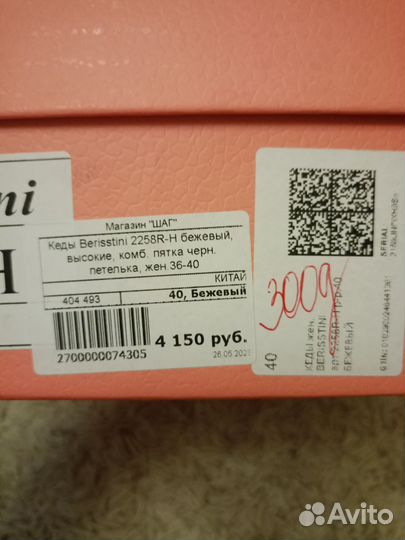 ni
H
Магазин "ШАГ"
Кеды Berisstini 2258R-H бежевый,
высокие, комб. пятка черн.
петелька, жен 36-40
КИТАЙ
404 493
40, Бежевый
4 150 руб.
2700000074305
26.05.202
3009
40
КЕДЫ жен.
BERISSTINI
БЕЖЕВЫЙ
SERIAL
Avito